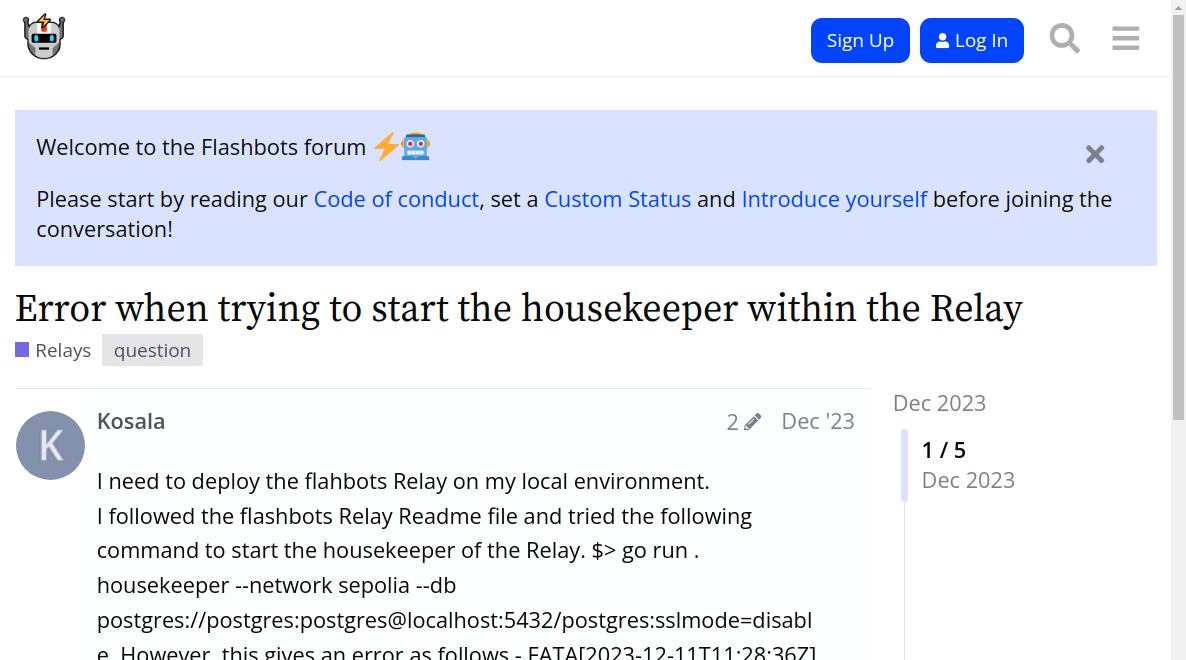 Sign Up
Log In
Welcome to the Flashbots forum
Please start by reading our Code of conduct, set a Custom Status and Introduce yourself before joining the
conversation!
Error when trying to start the housekeeper within the Relay
Relays question
Dec 2023
K
Kosala
2
Dec '23
1 / 5
Dec 2023
I need to deploy the flahbots Relay on my local environment.
I followed the flashbots Relay Readme file and tried the following
command to start the housekeeper of the Relay. $> go run .
housekeeper --network sepolia --db
postgres://postgres:postgres@localhost:5432/postgres:sslmode=disabl
e. However, this gives an error as follows - FATA[2023-12-11T11:28:36Z]